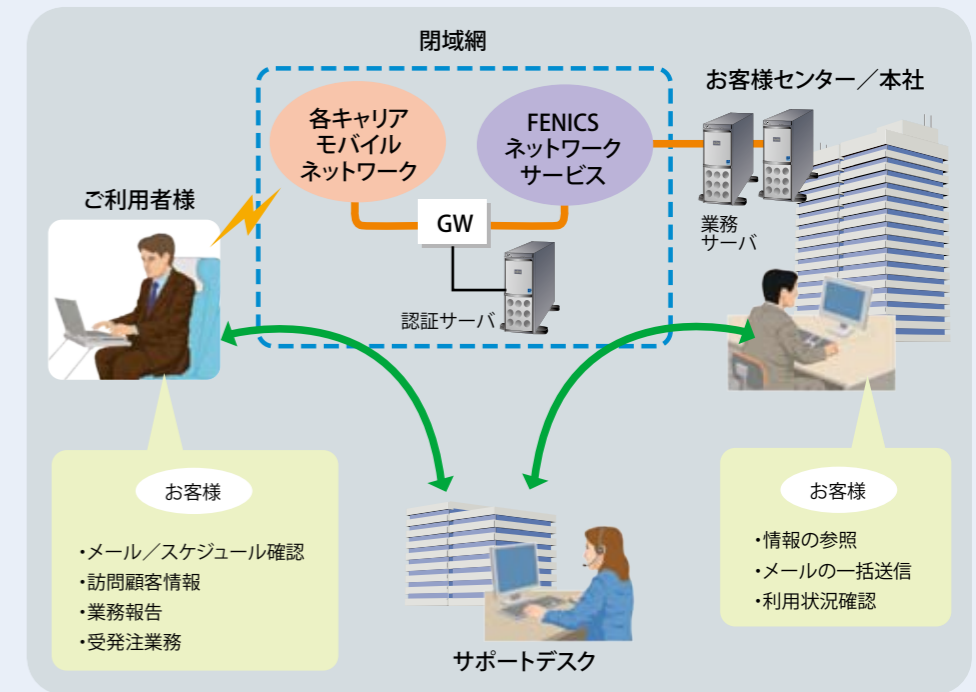 閉域網
お客様センター／本社
各キャリア
モバイル
ネットワーク
FENICS
ネットワーク
サービス
ご利用者様
GW
業務
サーバ
認証サーバ
お客様
・メール／スケジュール確認
・訪問顧客情報
・業務報告
・受発注業務
お客様
・情報の参照
・メールの一括送信
・利用状況確認
サポートデスク